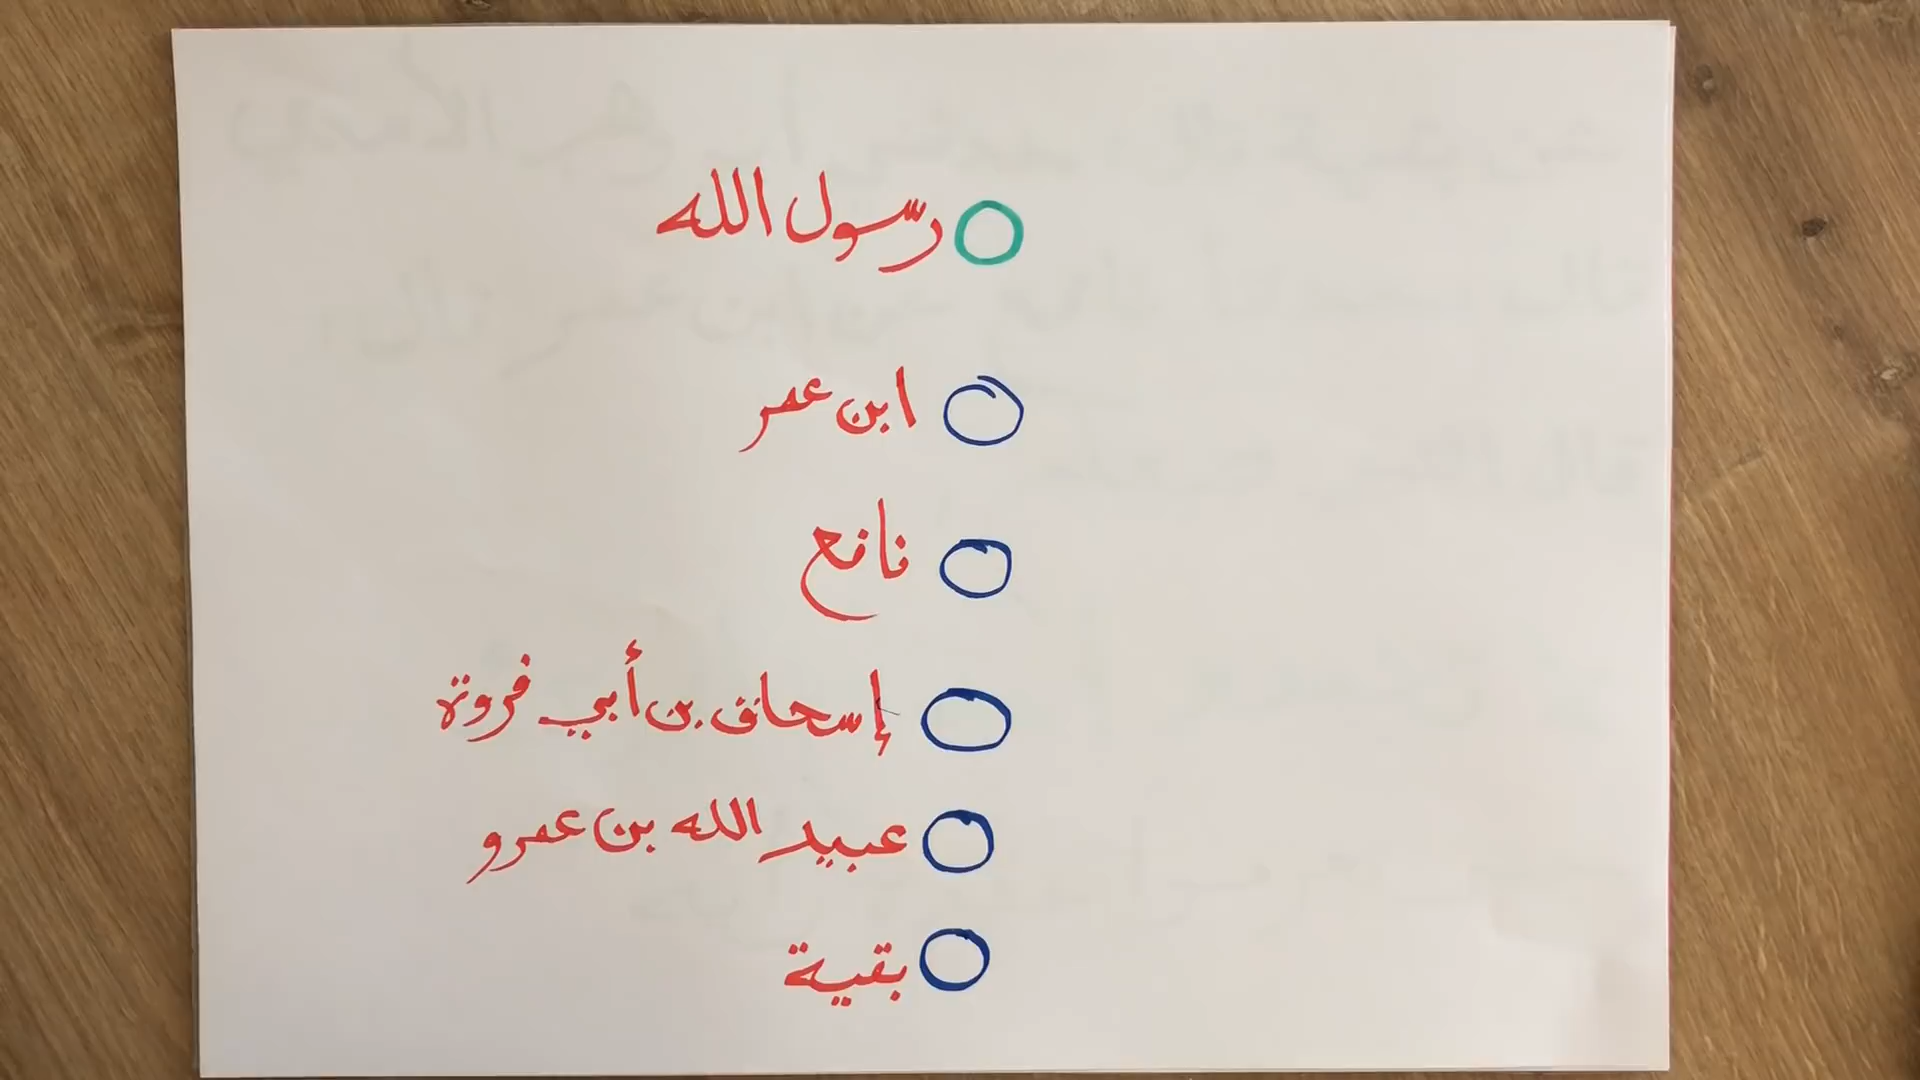 رسول الله
ابن عمر
نافع
إسحاق بن أبي فروة
عبيد الله بن عمرو
بقية